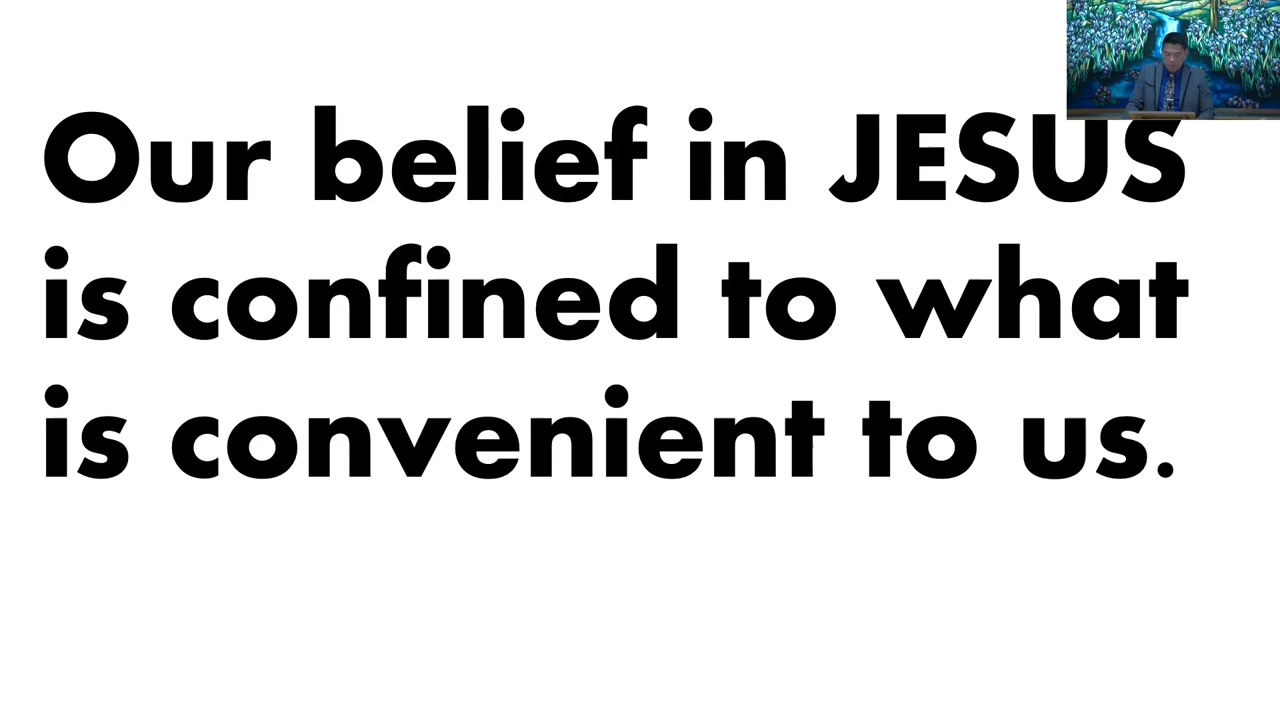 Our belief in JESUS
is confined to what
is convenient to us.